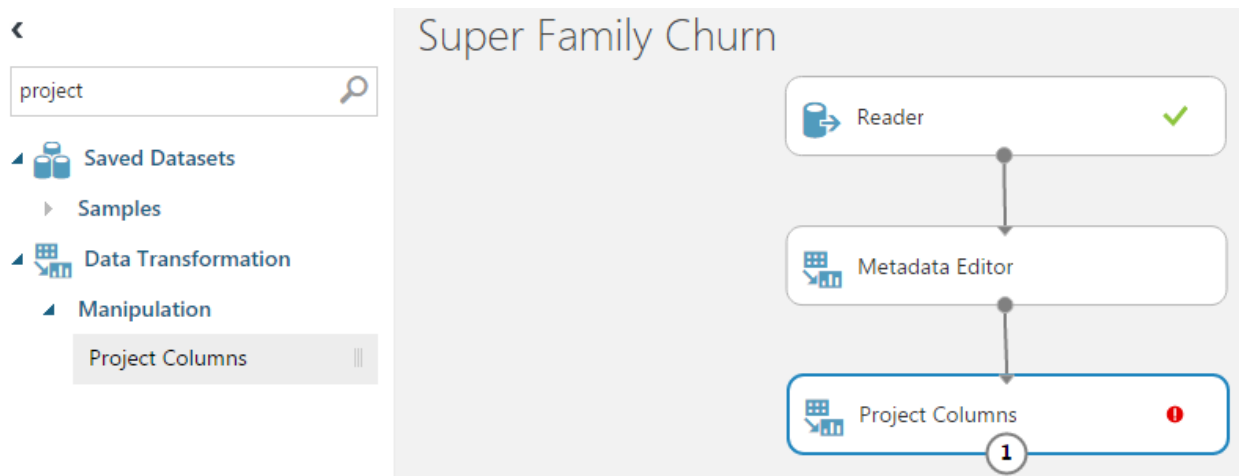 Super Family Churn
project
Saved Datasets
Samples
Data Transformation
Manipulation
Project Columns
Reader
Metadata Editor
Project Columns
1